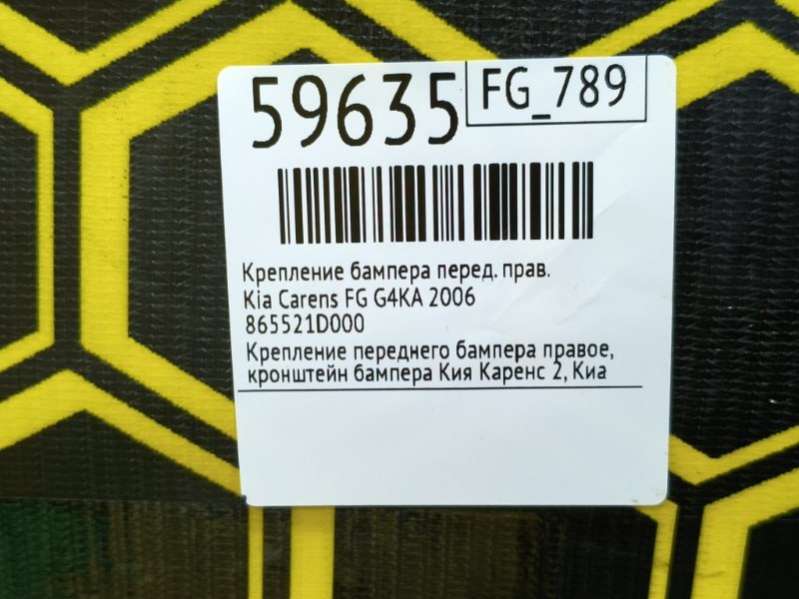 59635
FG_789
Крепление бампера перед. прав.
Kia Carens FG G4KA 2006
865521D000
Крепление переднего бампера правое,
кронштейн бампера Кия Каренс 2, Киа